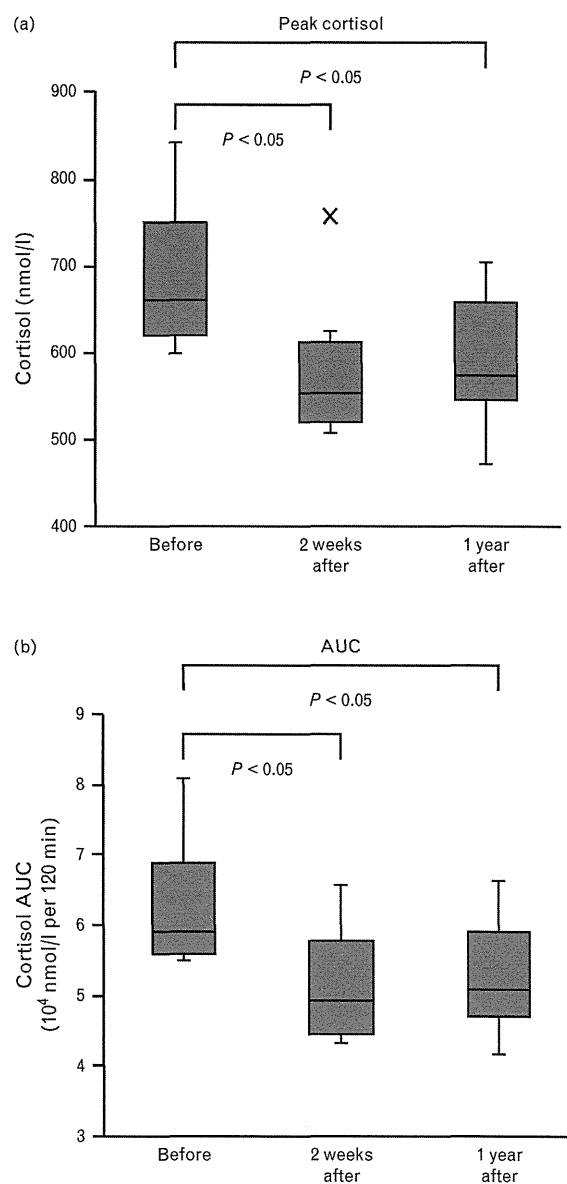 (a)
Peak cortisol
P < 0.05
P < 0.05
900
800
700
600
500
400
Cortisol (nmol/l)
Before
2 weeks
after
1 year
after
(b)
AUC
P < 0.05
P < 0.05
9
8
7
6
5
4
3
Cortisol AUC
(10⁴ nmol/l per 120 min)
Before
2 weeks
after
1 year
after